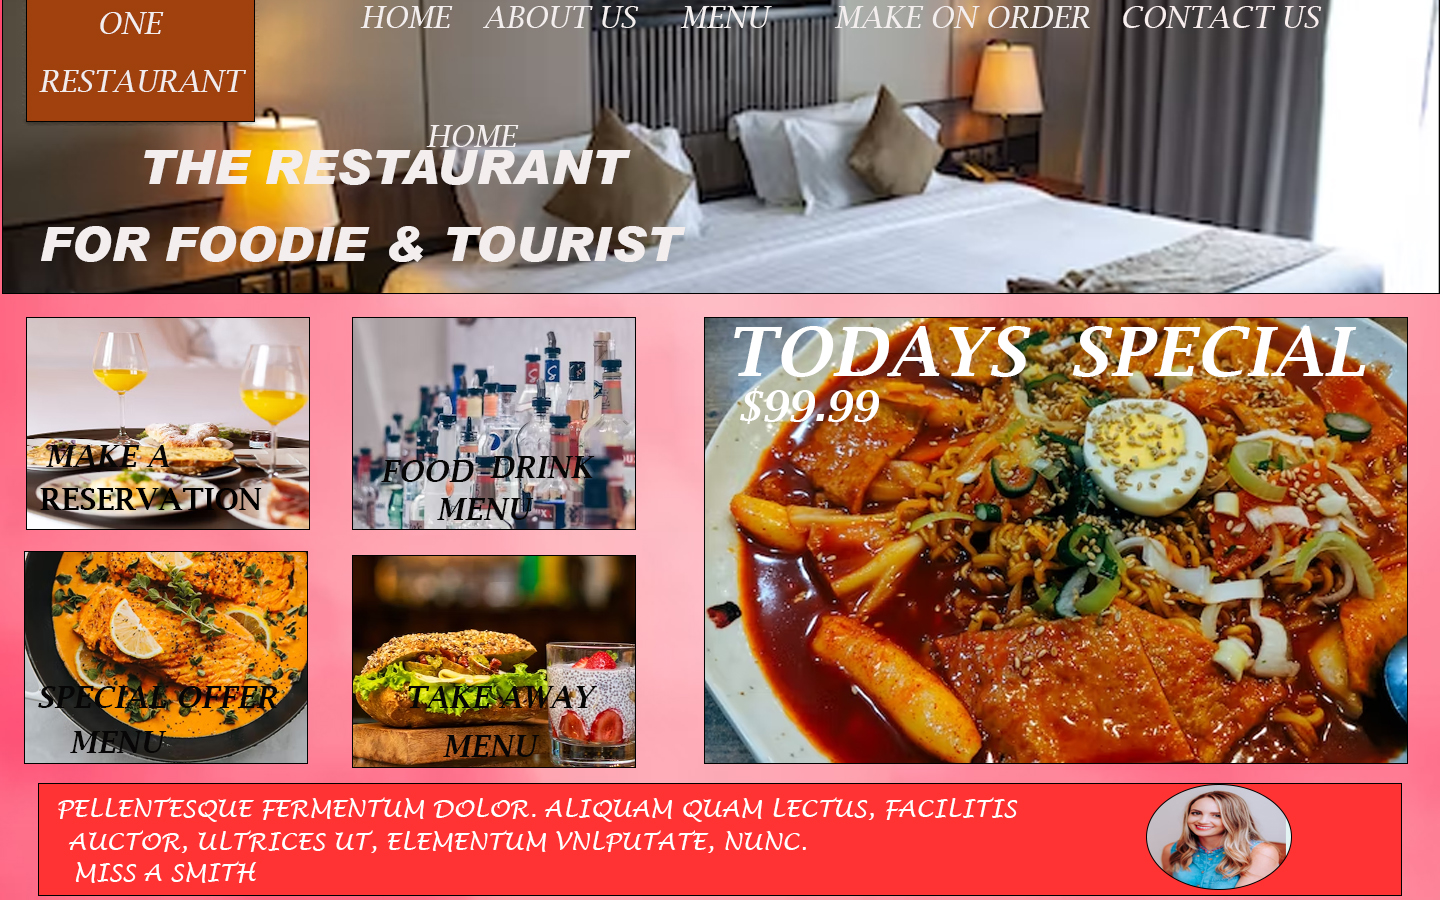 ONE
RESTAURANT
HOME ABOUT US MENU MAKE ON ORDER CONTACT US
HOME
THE RESTAURANT
FOR FOODIE & TOURIST
MAKE A
RESERVATION
FOOD DRINK
MENU
TODAYS SPECIAL
$99.99
SPECIAL OFFER
MENU
TAKE AWAY
MENU
PELLENTESQUE FERMENTUM DOLOR. ALIQUAM QUAM LECTUS, FACILITIS
AUCTOR, ULTRICES UT, ELEMENTUM VNLPUTATE, NUNC.
MISS A SMITH